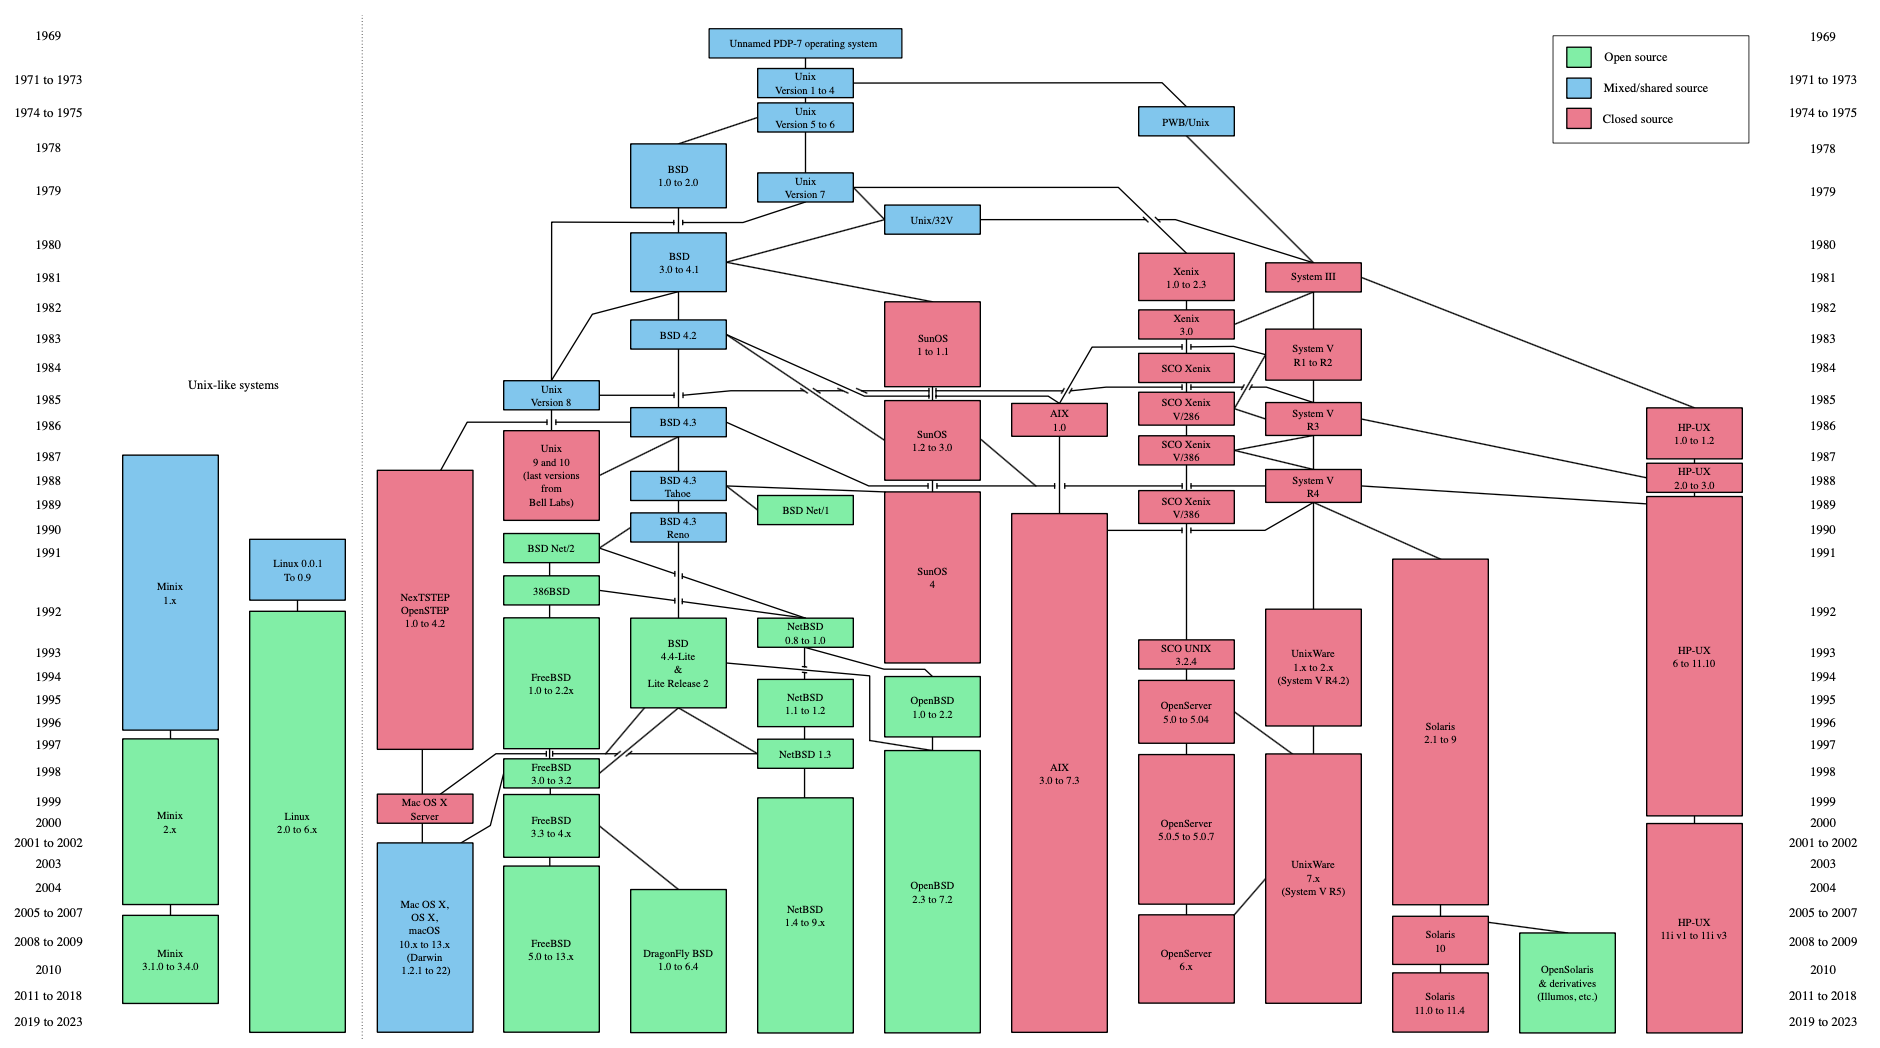 1969
1971 to 1973
1974 to 1975
1978
1979
1980
1981
1982
1983
1984
1985
1986
1987
1988
1989
1990
1991
1992
1993
1994
1995
1996
1997
1998
1999
2000
2001 to 2002
2003
2004
2005 to 2007
2008 to 2009
2010
2011 to 2018
2019 to 2023
Unix-like systems
Minix
1.x
Minix
2.x
Minix
3.1.0 to 3.4.0
Linux 0.0.1
To 0.9
Linux
2.0 to 6.x
Unnamed PDP-7 operating system
Unix
Version 1 to 4
Unix
Version 5 to 6
PWB/Unix
BSD
1.0 to 2.0
Unix
Version 7
Unix/32V
BSD
3.0 to 4.1
Xenix
1.0 to 2.3
System III
SunOS
1 to 1.1
Xenix
3.0
BSD 4.2
System V
R1 to R2
SCO Xenix
Unix
Version 8
SCO Xenix
V/286
AIX
1.0
System V
R3
BSD 4.3
SunOS
1.2 to 3.0
HP-UX
1.0 to 1.2
Unix
9 and 10
(last versions
from
Bell Labs)
SCO Xenix
V/386
HP-UX
2.0 to 3.0
BSD 4.3
Tahoe
System V
R4
BSD Net/1
SCO Xenix
V/386
BSD 4.3
Reno
BSD Net/2
386BSD
SunOS
4
NexTSTEP
OpenSTEP
1.0 to 4.2
NetBSD
0.8 to 1.0
BSD
4.4-Lite
&
Lite Release 2
SCO UNIX
3.2.4
UnixWare
1.x to 2.x
(System V R4.2)
HP-UX
6 to 11.10
FreeBSD
1.0 to 2.2x
NetBSD
1.1 to 1.2
OpenBSD
1.0 to 2.2
OpenServer
5.0 to 5.04
Solaris
2.1 to 9
NetBSD 1.3
FreeBSD
3.0 to 3.2
AIX
3.0 to 7.3
Mac OS X
Server
FreeBSD
3.3 to 4.x
OpenServer
5.0.5 to 5.0.7
UnixWare
7.x
(System V R5)
OpenBSD
2.3 to 7.2
NetBSD
1.4 to 9.x
Mac OS X,
OS X,
macOS
10.x to 13.x
(Darwin
1.2.1 to 22)
FreeBSD
5.0 to 13.x
DragonFly BSD
1.0 to 6.4
OpenServer
6.x
Solaris
10
Solaris
11.0 to 11.4
OpenSolaris
& derivatives
(Illumos, etc.)
HP-UX
11i v1 to 11i v3
Open source
Mixed/shared source
Closed source
1969
1971 to 1973
1974 to 1975
1978
1979
1980
1981
1982
1983
1984
1985
1986
1987
1988
1989
1990
1991
1992
1993
1994
1995
1996
1997
1998
1999
2000
2001 to 2002
2003
2004
2005 to 2007
2008 to 2009
2010
2011 to 2018
2019 to 2023